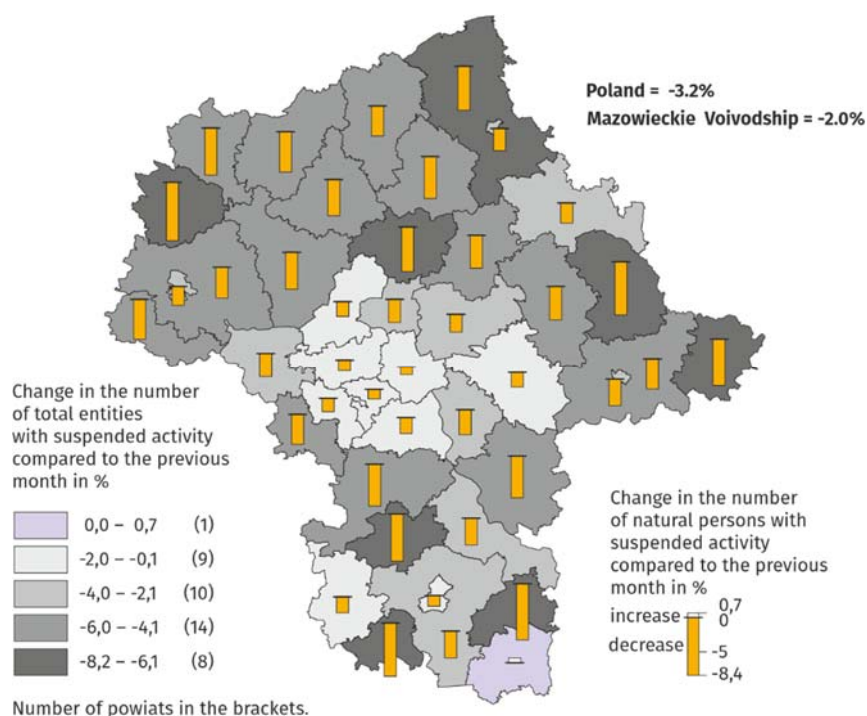 Poland = -3.2%
Mazowieckie Voivodship = -2.0%
Change in the number
of total entities
with suspended activity
compared to the previous
month in %
0,0 – 0,7 (1)
-2,0 – -0,1 (9)
-4,0 – -2,1 (10)
-6,0 – -4,1 (14)
-8,2 – -6,1 (8)
Number of powiats in the brackets.
Change in the number
of natural persons with
suspended activity
compared to the previous
month in %
increase 0,7
0
decrease -5
-8,4